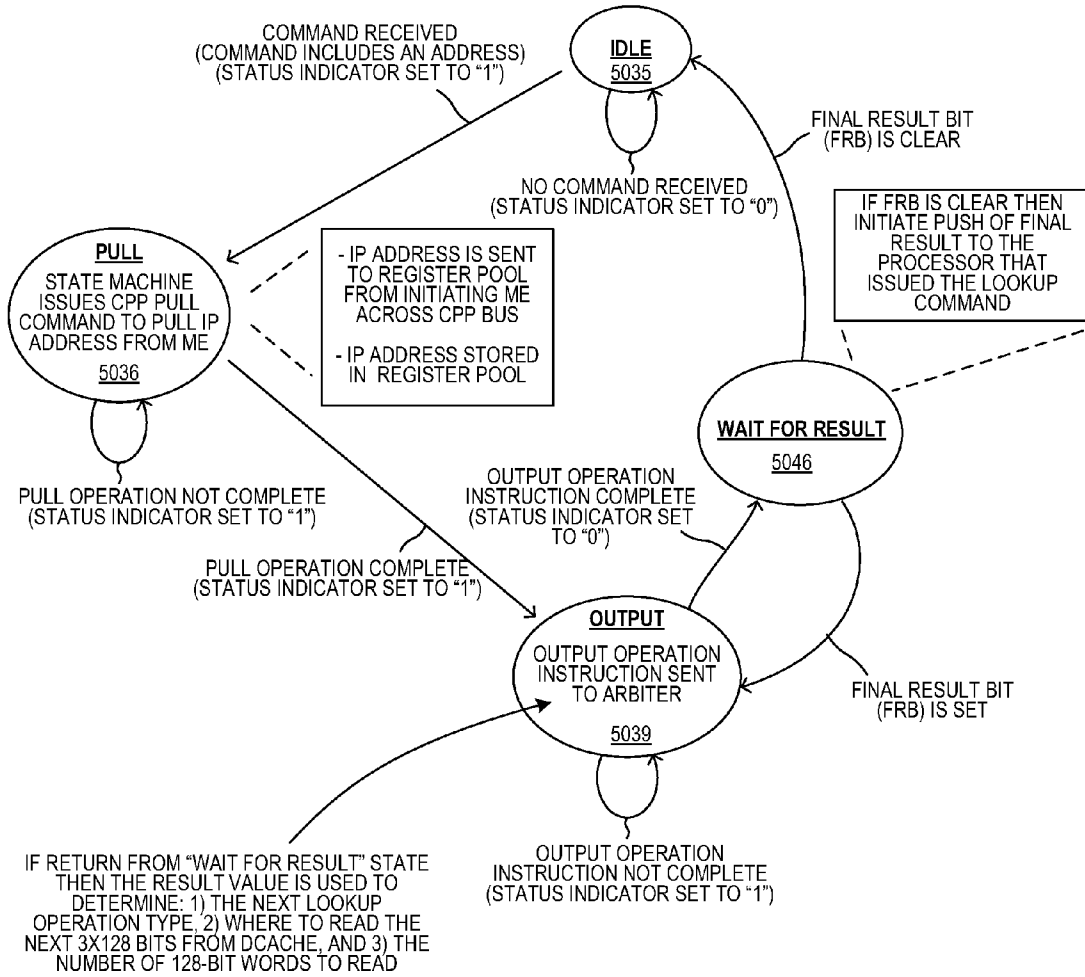 COMMAND RECEIVED
(COMMAND INCLUDES AN ADDRESS)
(STATUS INDICATOR SET TO “1”)
IDLE
5035
FINAL RESULT BIT
(FRB) IS CLEAR
NO COMMAND RECEIVED
(STATUS INDICATOR SET TO “0”)
IF FRB IS CLEAR THEN
INITIATE PUSH OF FINAL
RESULT TO THE
PROCESSOR THAT
ISSUED THE LOOKUP
COMMAND
PULL
STATE MACHINE
ISSUES CPP PULL
COMMAND TO PULL IP
ADDRESS FROM ME
5036
- IP ADDRESS IS SENT
TO REGISTER POOL
FROM INITIATING ME
ACROSS CPP BUS
- IP ADDRESS STORED
IN REGISTER POOL
WAIT FOR RESULT
5046
PULL OPERATION NOT COMPLETE
(STATUS INDICATOR SET TO “1”)
OUTPUT OPERATION
INSTRUCTION COMPLETE
(STATUS INDICATOR SET
TO “0”)
PULL OPERATION COMPLETE
(STATUS INDICATOR SET TO “1”)
OUTPUT
OUTPUT OPERATION
INSTRUCTION SENT
TO ARBITER
5039
FINAL RESULT BIT
(FRB) IS SET
OUTPUT OPERATION
INSTRUCTION NOT COMPLETE
(STATUS INDICATOR SET TO “1”)
IF RETURN FROM “WAIT FOR RESULT” STATE
THEN THE RESULT VALUE IS USED TO
DETERMINE: 1) THE NEXT LOOKUP
OPERATION TYPE, 2) WHERE TO READ THE
NEXT 3X128 BITS FROM DCACHE, AND 3) THE
NUMBER OF 128-BIT WORDS TO READ